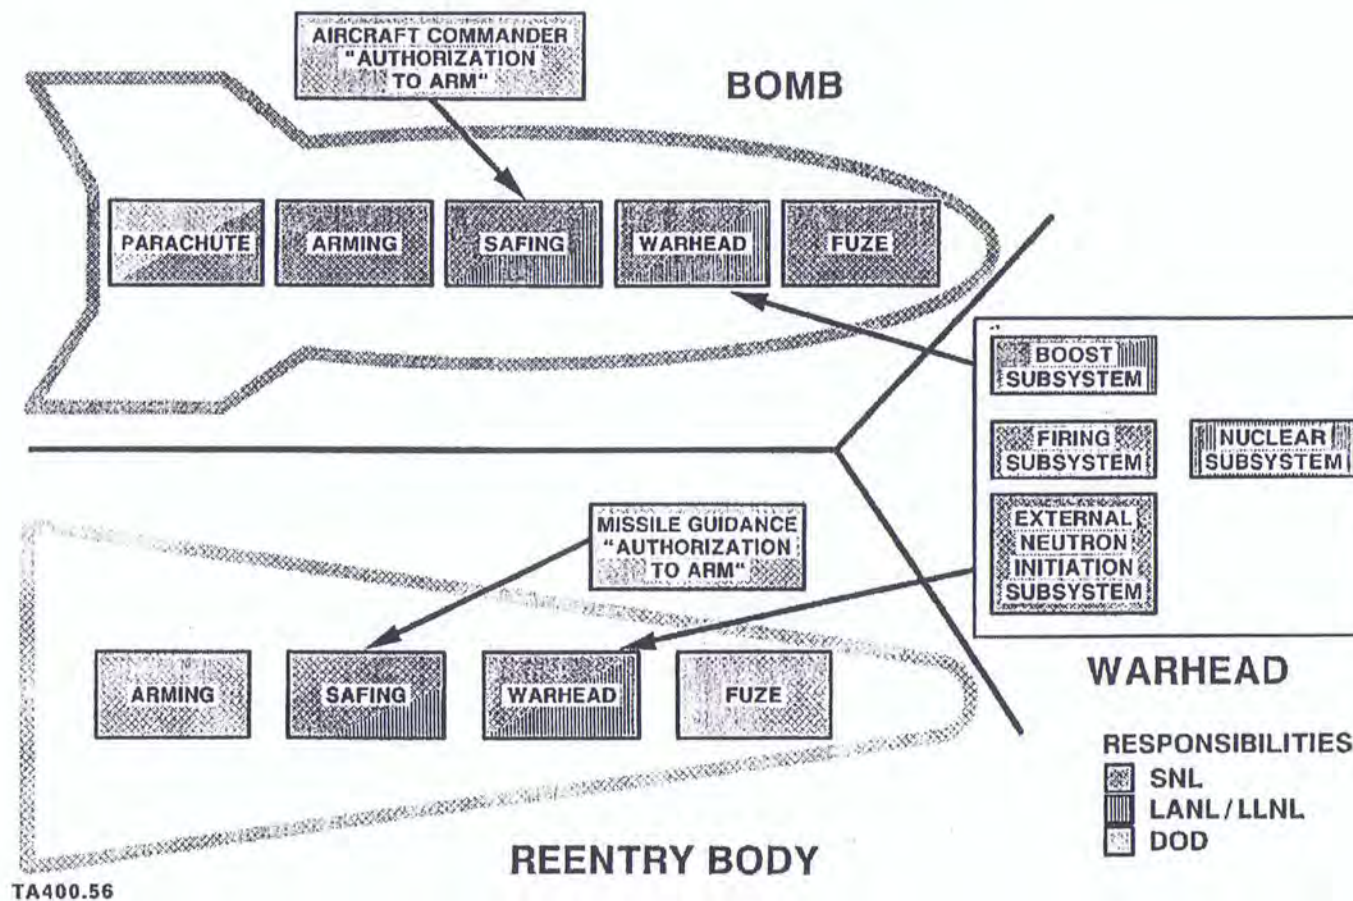 AIRCRAFT COMMANDER
"AUTHORIZATION
TO ARM"
BOMB
PARACHUTE
ARMING
SAFING
WARHEAD
FUZE
BOOST
SUBSYSTEM
FIRING
SUBSYSTEM
NUCLEAR
SUBSYSTEM
EXTERNAL
NEUTRON
INITIATION
SUBSYSTEM
WARHEAD
MISSILE GUIDANCE
"AUTHORIZATION
TO ARM"
ARMING
SAFING
WARHEAD
FUZE
REENTRY BODY
RESPONSIBILITIES
SNL
LANL / LLNL
DOD
TA400.56